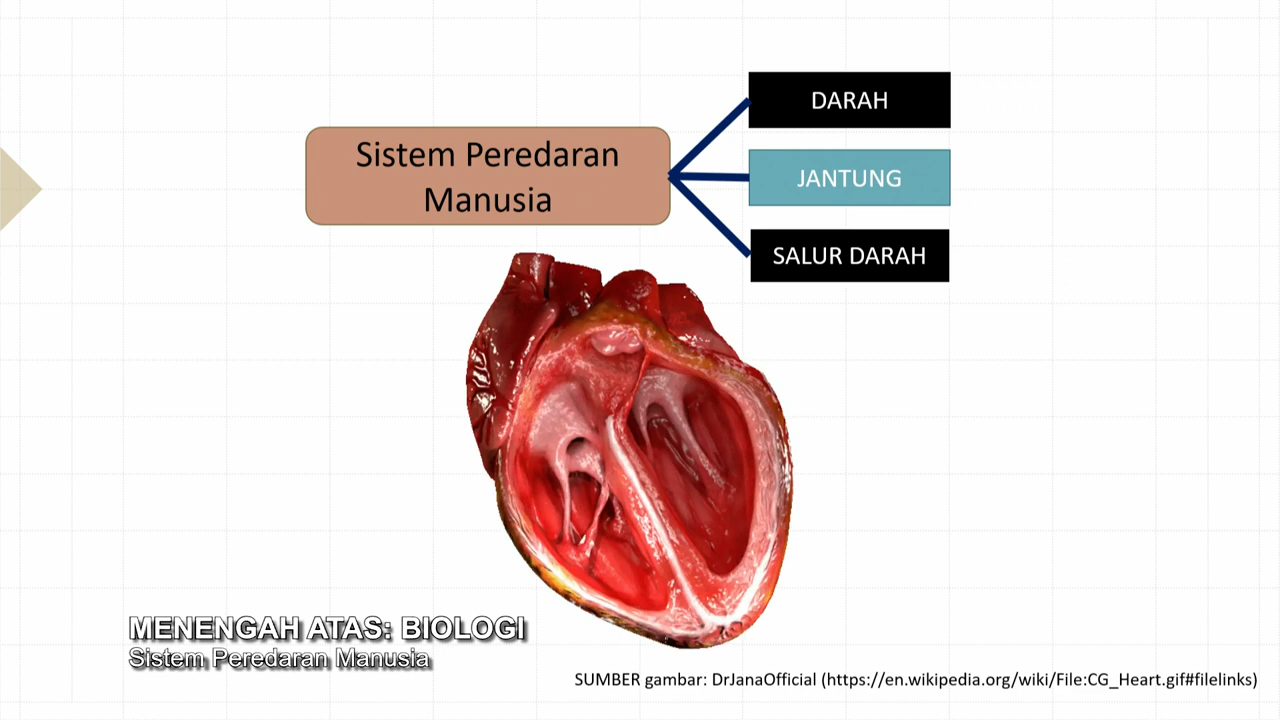 Sistem Peredaran
Manusia
DARAH
JANTUNG
SALUR DARAH
MENENGAH ATAS: BIOLOGI
Sistem Peredaran Manusia
SUMBER gambar: DrJanaOfficial (https://en.wikipedia.org/wiki/File:CG_Heart.gif#filelinks)